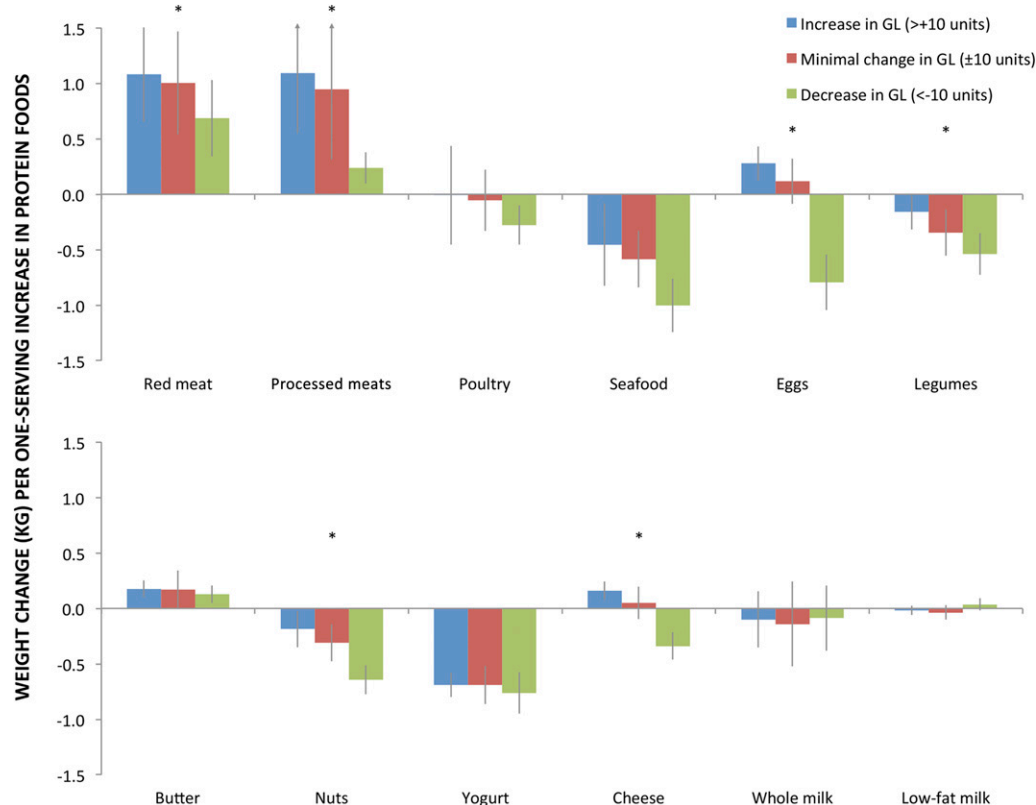 WEIGHT CHANGE (KG) PER ONE-SERVING INCREASE IN PROTEIN FOODS
* *
1.5
1.0
0.5
0.0
-0.5
-1.0
-1.5
Increase in GL (>+10 units)
Minimal change in GL (±10 units)
Decrease in GL (<-10 units)
* *
Red meat Processed meats Poultry Seafood Eggs Legumes
1.5
1.0
0.5
0.0
-0.5
-1.0
-1.5
* *
Butter Nuts Yogurt Cheese Whole milk Low-fat milk